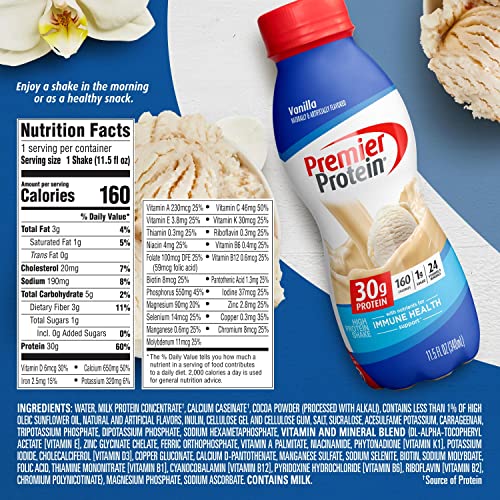 Enjoy a shake in the morning
or as a healthy snack.
Nutrition Facts
1 serving per container
Serving size 1 Shake (11.5 fl oz)
Amount per serving
Calories 160
% Daily Value*
Total Fat 3g 4%
Saturated Fat 1g 5%
Trans Fat 0g
Cholesterol 20mg 7%
Sodium 190mg 8%
Total Carbohydrate 5g 2%
Dietary Fiber 3g 11%
Total Sugars 1g
Incl. 0g Added Sugars 0%
Protein 30g 60%
Vitamin D 6mcg 30% • Calcium 650mg 50%
Iron 2.5mg 15% • Potassium 320mg 6%
Vitamin A 230mcg 25% • Vitamin C 46mg 50%
Vitamin E 3.8mg 25% • Vitamin K 30mcg 25%
Thiamin 0.3mg 25% • Riboflavin 0.3mg 25%
Niacin 4mg 25% • Vitamin B6 0.4mg 25%
Folate 100mcg DFE 25% • Vitamin B12 0.6mcg 25%
(59mcg folic acid)
Biotin 8mcg 25% • Pantothenic Acid 1.3mg 25%
Phosphorus 550mg 45% • Iodine 37mcg 25%
Magnesium 90mg 20% • Zinc 2.8mg 25%
Selenium 14mcg 25% • Copper 0.3mg 35%
Manganese 0.6mg 25% • Chromium 8mcg 25%
Molybdenum 11mcg 25%
*The % Daily Value tells you how much a
nutrient in a serving of food contributes
to a daily diet. 2,000 calories a day is used
for general nutrition advice.
Vanilla
NATURALLY & ARTIFICIALLY FLAVORED
Premier
Protein®
30g
PROTEIN
160
1g
24
HIGH PROTEIN SHAKE
with nutrients for
IMMUNE HEALTH
support
11.5 FL OZ (340mL)
INGREDIENTS: WATER, MILK PROTEIN CONCENTRATE¹, CALCIUM CASEINATE¹, COCOA POWDER (PROCESSED WITH ALKALI), CONTAINS LESS THAN 1% OF HIGH
OLEIC SUNFLOWER OIL, NATURAL AND ARTIFICIAL FLAVORS, INULIN, CELLULOSE GEL AND CELLULOSE GUM, SALT, SUCRALOSE, ACESULFAME POTASSIUM, CARRAGEENAN,
TRIPOTASSIUM PHOSPHATE, DIPOTASSIUM PHOSPHATE, SODIUM HEXAMETAPHOSPHATE, VITAMIN AND MINERAL BLEND (DL-ALPHA-TOCOPHERYL
ACETATE [VITAMIN E], ZINC GLYCINATE CHELATE, FERRIC ORTHOPHOSPHATE, VITAMIN A PALMITATE, NIACINAMIDE, PHYTONADIONE [VITAMIN K1], POTASSIUM
IODIDE, CHOLECALCIFEROL [VITAMIN D3], COPPER GLUCONATE, CALCIUM D-PANTOTHENATE, MANGANESE SULFATE, SODIUM SELENITE, BIOTIN, SODIUM MOLYBDATE,
FOLIC ACID, THIAMINE MONONITRATE [VITAMIN B1], CYANOCOBALAMIN [VITAMIN B12], PYRIDOXINE HYDROCHLORIDE [VITAMIN B6], RIBOFLAVIN [VITAMIN B2],
CHROMIUM POLYNICOTINATE), MAGNESIUM PHOSPHATE, SODIUM ASCORBATE. CONTAINS MILK.
¹Source of Protein